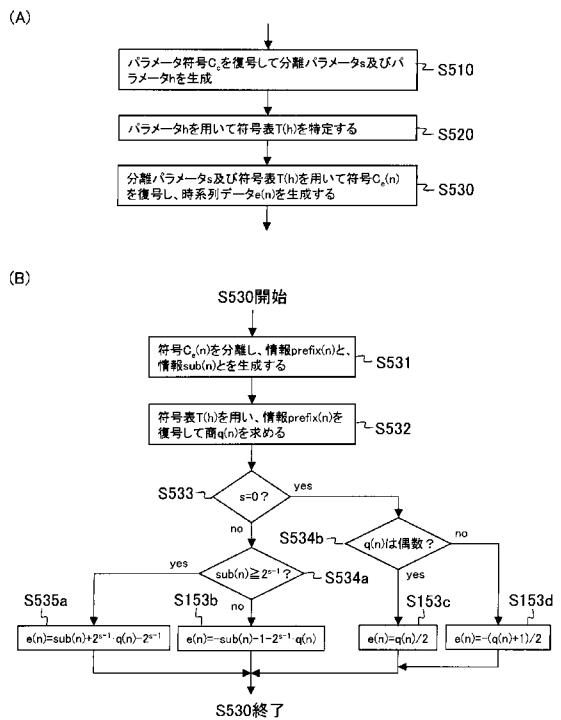 (A)
パラメータ符号Ccを復号して分離パラメータs及びパ
ラメータhを生成
S510
パラメータhを用いて符号表T(h)を特定する
S520
分離パラメータs及び符号表T(h)を用いて符号Ce(n)
を復号し、時系列データe(n)を生成する
S530
(B)
S530開始
符号Ce(n)を分離し、情報prefix(n)と、
情報sub(n)とを生成する
S531
符号表T(h)を用い、情報prefix(n)を
復号して商q(n)を求める
S532
S533
s=0?
yes
no
S534b
q(n)は偶数?
no
yes
sub(n)≧2^{s-1}?
S534a
yes
no
S535a
S153b
S153c
S153d
e(n)=sub(n)+2^{s-1}·q(n)-2^{s-1}
e(n)=-sub(n)-1-2^{s-1}·q(n)
e(n)=q(n)/2
e(n)=-(q(n)+1)/2
S530終了